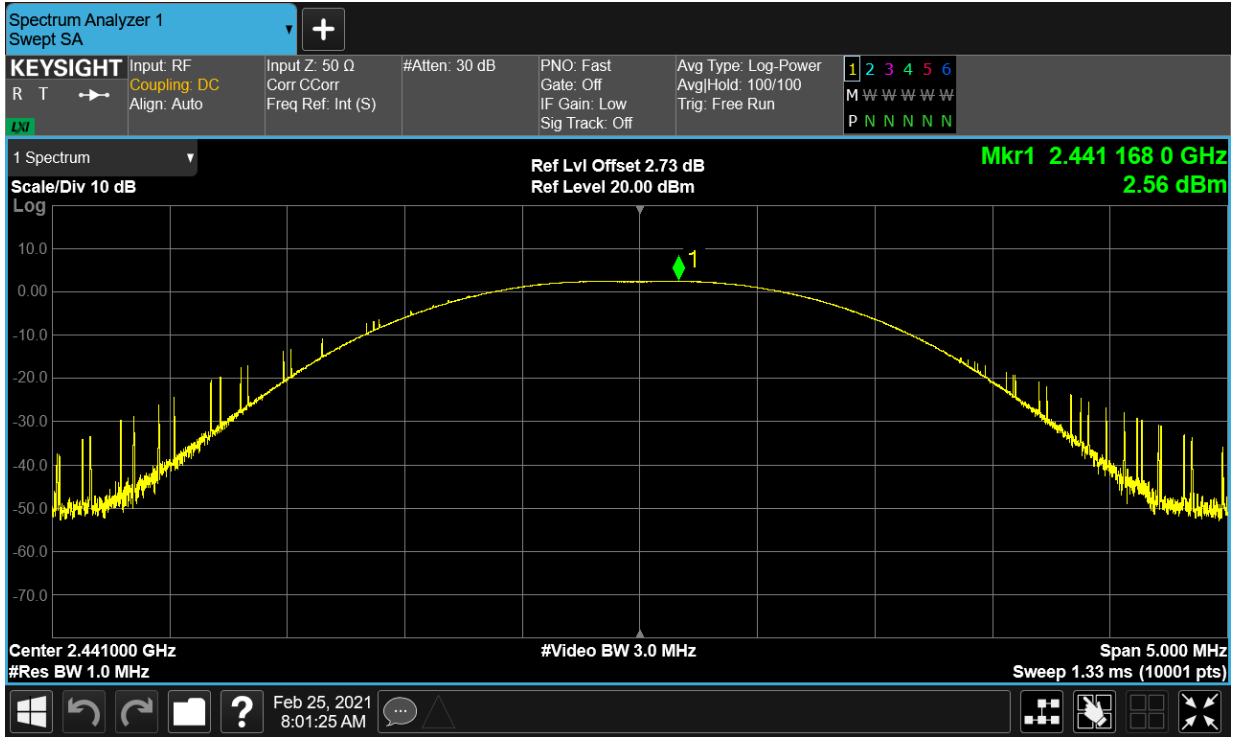 Spectrum Analyzer 1
Swept SA
KEYSIGHT
R T
LXI
Input: RF
Coupling: DC
Align: Auto
Input Z: 50 Ω
Corr CCorr
Freq Ref: Int (S)
#Atten: 30 dB
PNO: Fast
Gate: Off
IF Gain: Low
Sig Track: Off
Avg Type: Log-Power
Avg|Hold: 100/100
Trig: Free Run
1 2 3 4 5 6
M W W W W W
P N N N N N
1 Spectrum
Scale/Div 10 dB
Ref Lvl Offset 2.73 dB
Ref Level 20.00 dBm
Mkr1 2.441 168 0 GHz
2.56 dBm
Log
1
10.0
0.00
-10.0
-20.0
-30.0
-40.0
-50.0
-60.0
-70.0
Center 2.441000 GHz
#Res BW 1.0 MHz
#Video BW 3.0 MHz
Span 5.000 MHz
Sweep 1.33 ms (10001 pts)
?
Feb 25, 2021
8:01:25 AM